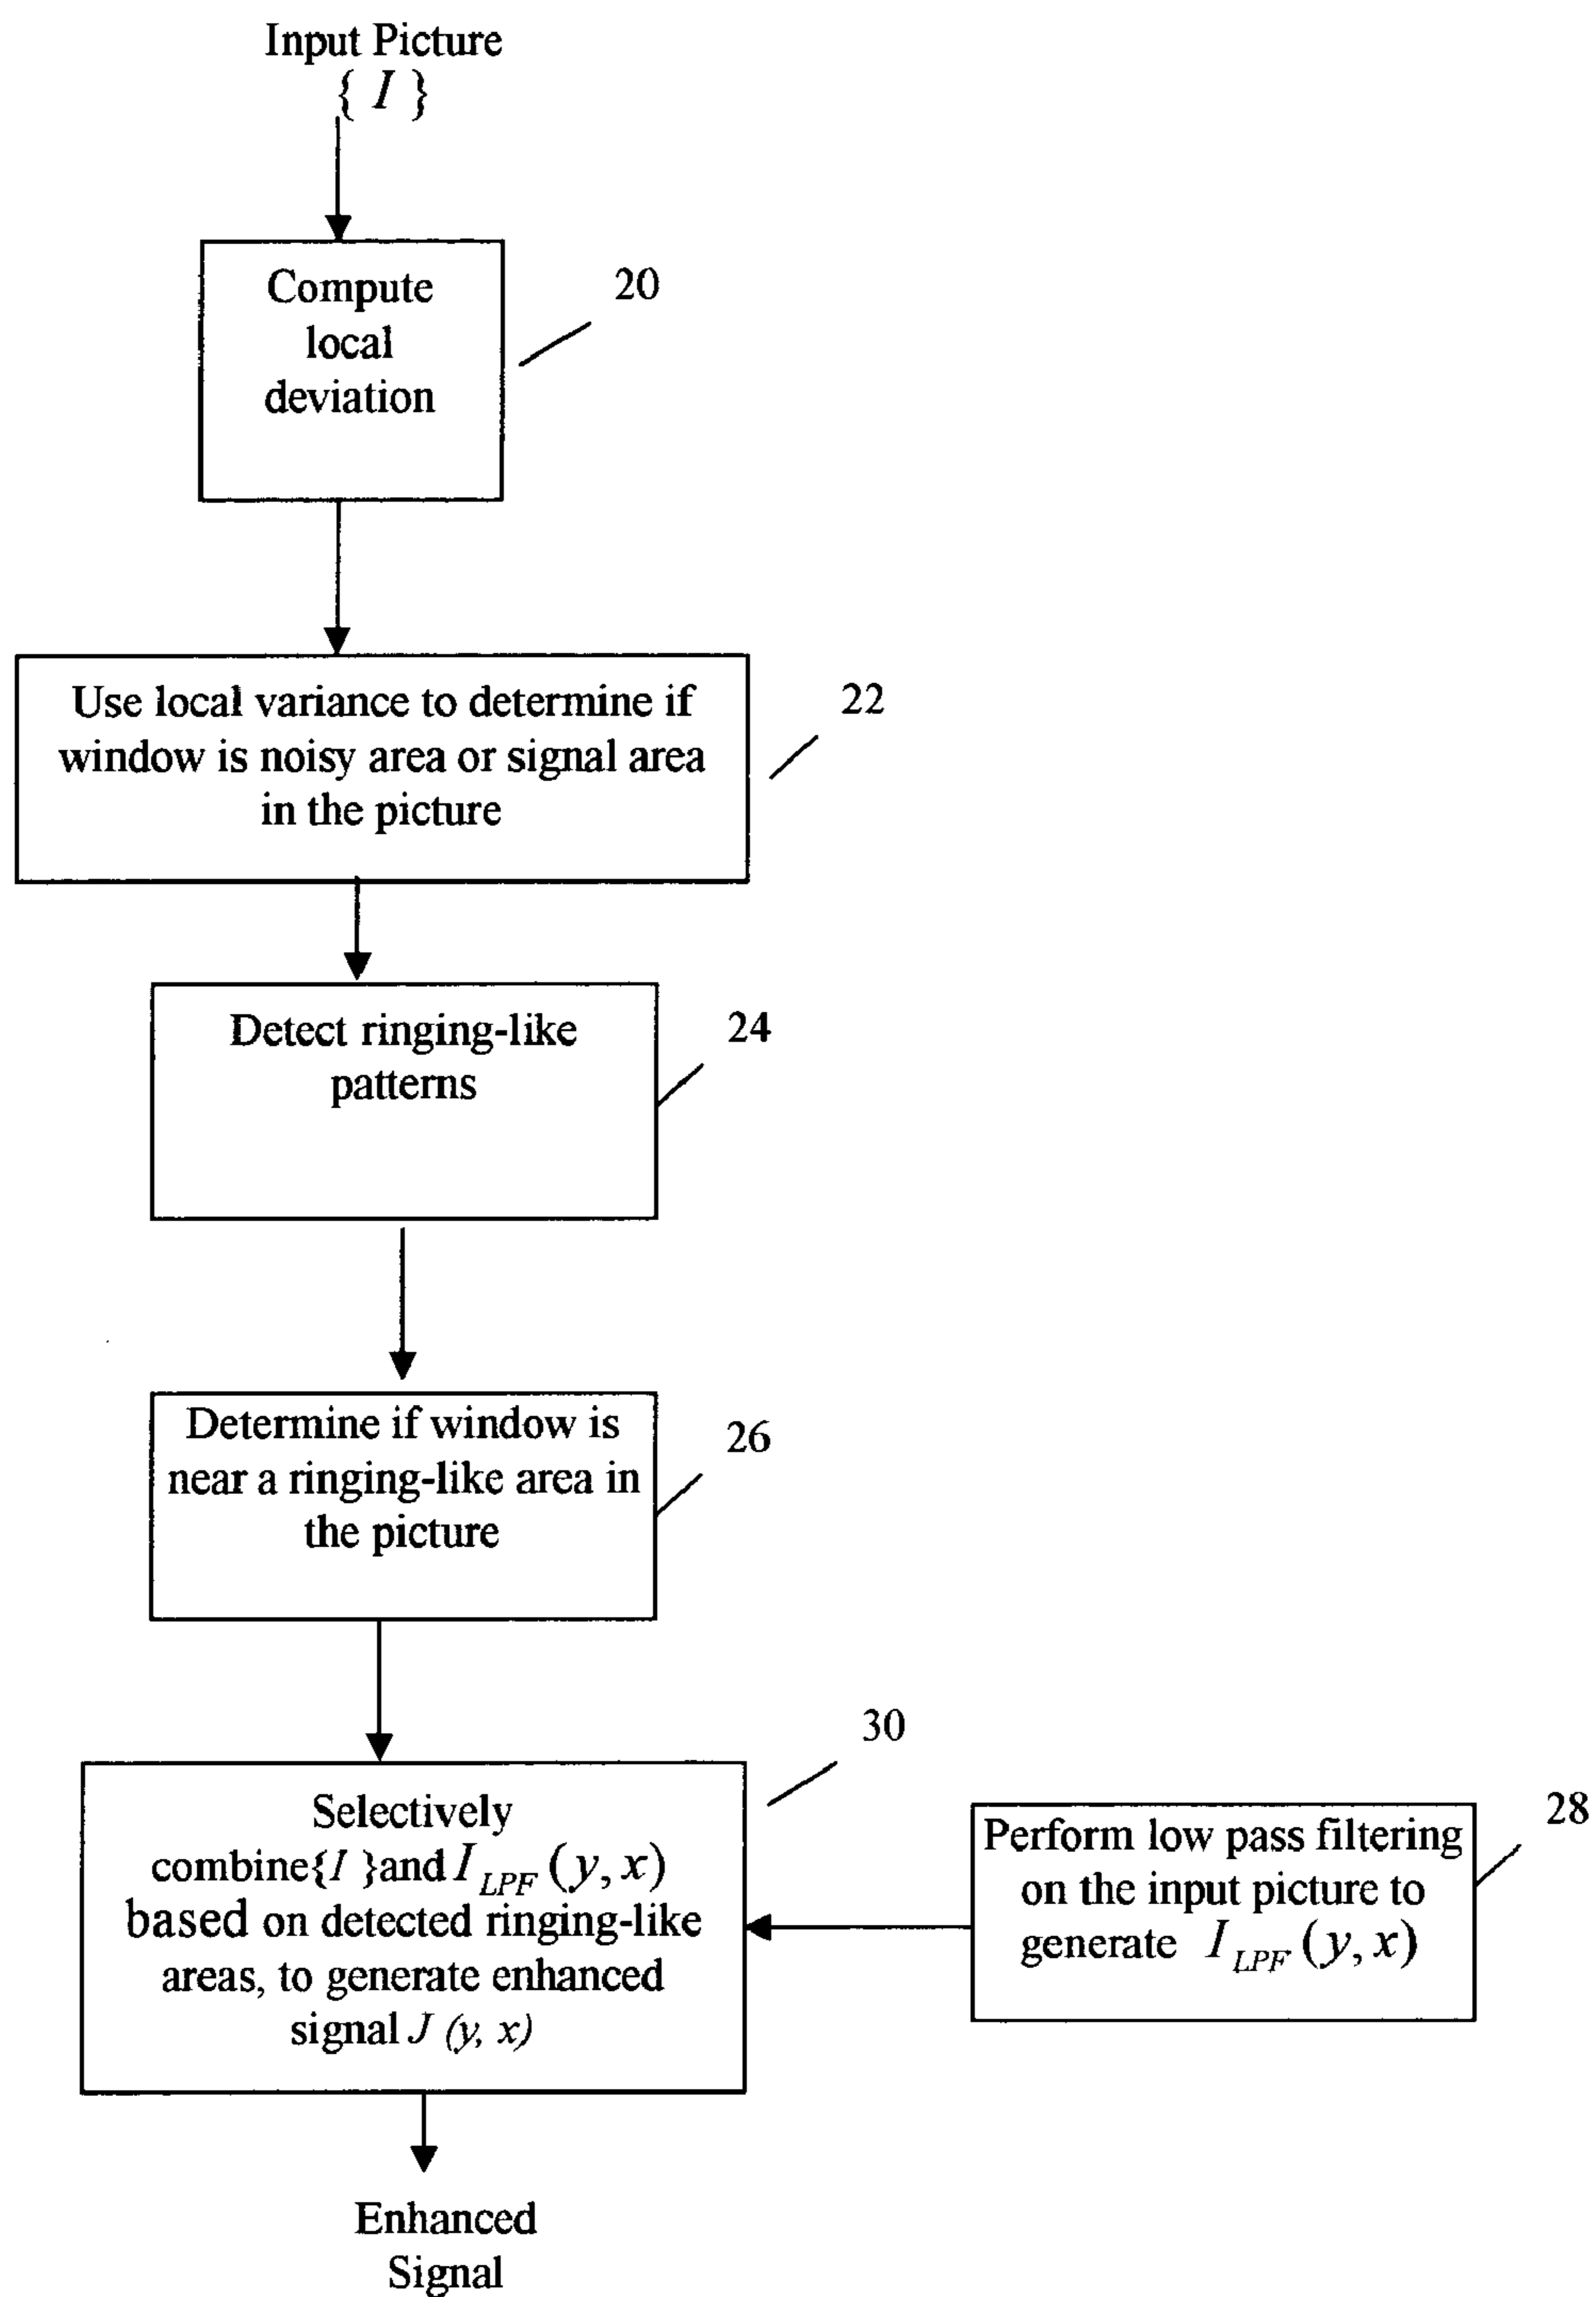 Input Picture
{ I }
Compute
local
deviation
20
Use local variance to determine if
window is noisy area or signal area
in the picture
22
Detect ringing-like
patterns
24
Determine if window is
near a ringing-like area in
the picture
26
30
Selectively
combine{I }and I LPF (y, x)
based on detected ringing-like
areas, to generate enhanced
signal J (y, x)
28
Perform low pass filtering
on the input picture to
generate I LPF (y, x)
Enhanced
Signal